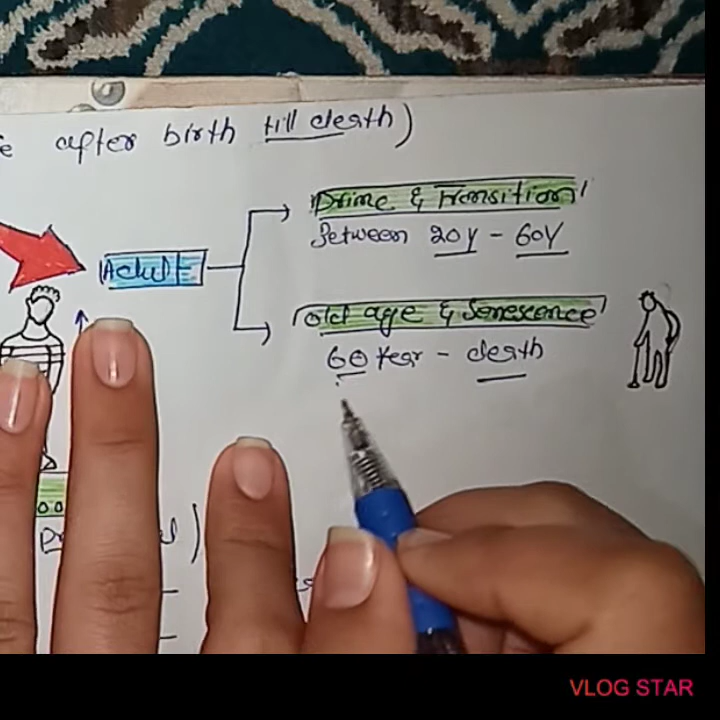 after birth till death)
Prime & Transition
Between 20Y - 60Y
Adult
old age & Senescence
60 Year - death
VLOG STAR